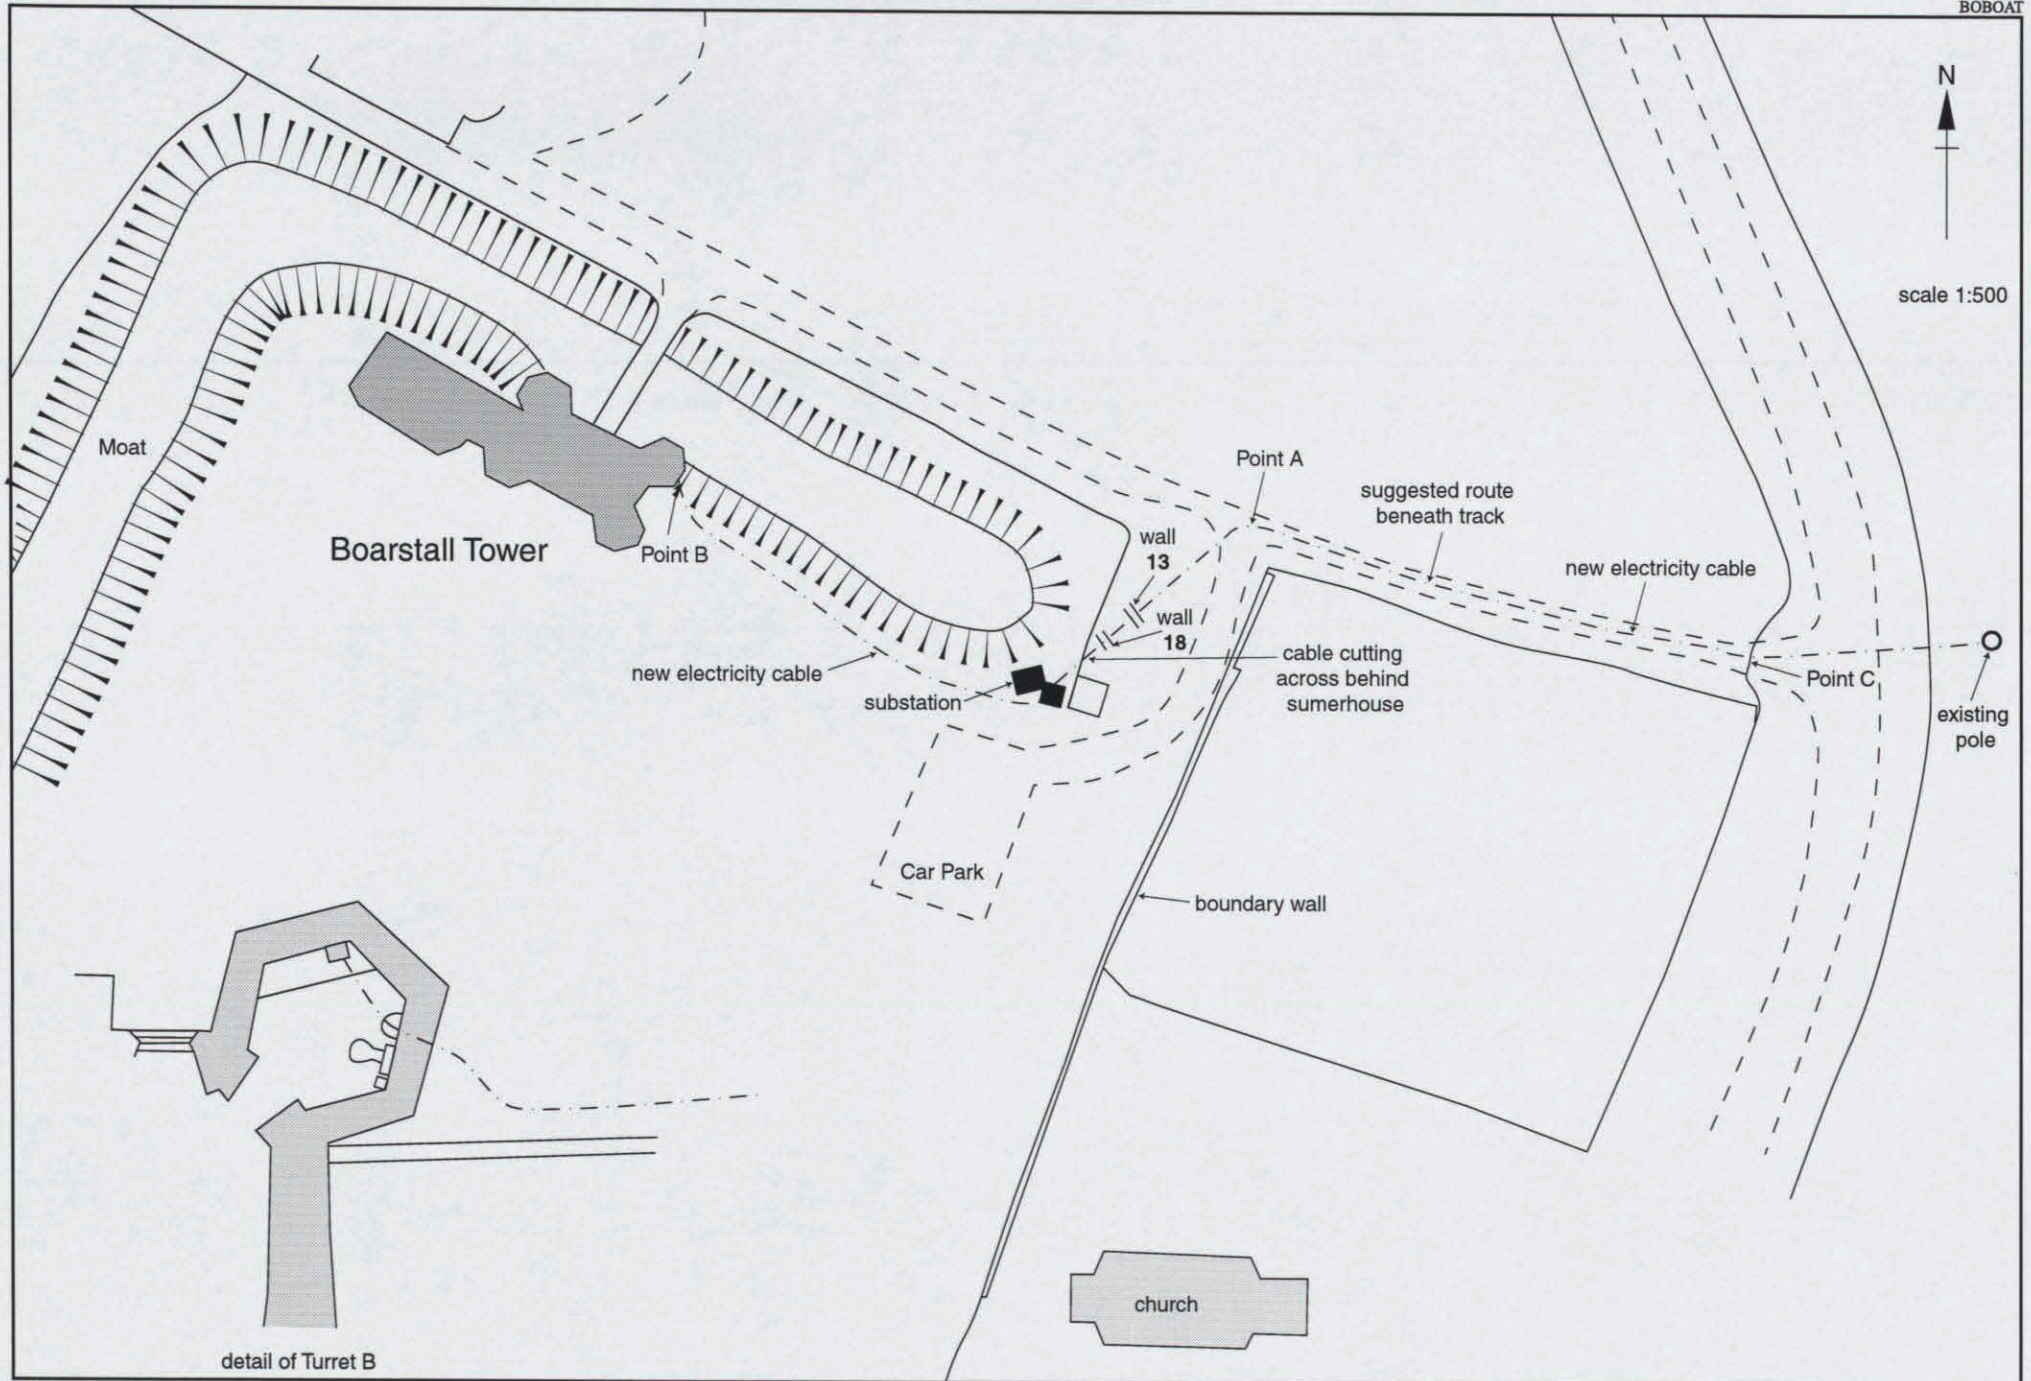 BOBOAT
N
scale 1:500
Moat
Point A
suggested route
beneath track
wall
13
Boarstall Tower
Point B
new electricity cable
wall
18
new electricity cable
substation
cable cutting
across behind
sumerhouse
Point C
existing
pole
Car Park
boundary wall
church
detail of Turret B